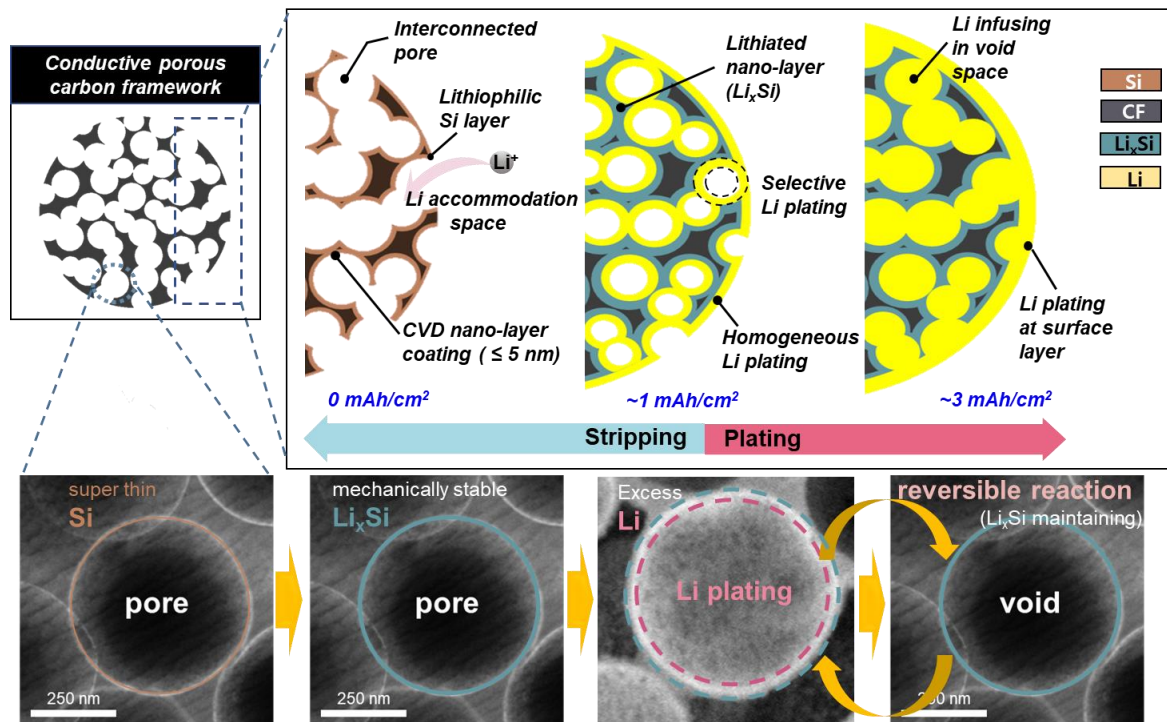 Conductive porous
carbon framework
Interconnected
pore
Lithiophilic
Si layer
Li⁺
Li accommodation
space
CVD nano-layer
coating ( ≤ 5 nm)
0 mAh/cm²
Lithiated
nano-layer
(LiₓSi)
Selective
Li plating
Homogeneous
Li plating
~1 mAh/cm²
Li infusing
in void
space
Li plating
at surface
layer
~3 mAh/cm²
Si
CF
LiₓSi
Li
Stripping
Plating
super thin
Si
pore
250 nm
mechanically stable
LiₓSi
pore
250 nm
Excess
Li
Li plating
reversible reaction
(LiₓSi maintaining)
void
250 nm